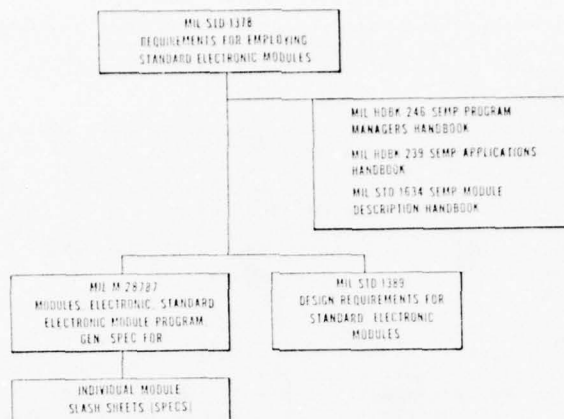 MIL STD 1378
REQUIREMENTS FOR EMPLOYING
STANDARD ELECTRONIC MODULES
MIL HDBK 246 SEMP PROGRAM
MANAGERS HANDBOOK
MIL HDBK 239 SEMP APPLICATIONS
HANDBOOK
MIL STD 1634 SEMP MODULE
DESCRIPTION HANDBOOK
MIL M 28787
MODULES, ELECTRONIC, STANDARD
ELECTRONIC MODULE PROGRAM,
GEN. SPEC FOR
MIL STD 1389
DESIGN REQUIREMENTS FOR
STANDARD ELECTRONIC
MODULES
INDIVIDUAL MODULE
SLASH SHEETS (SPECS)